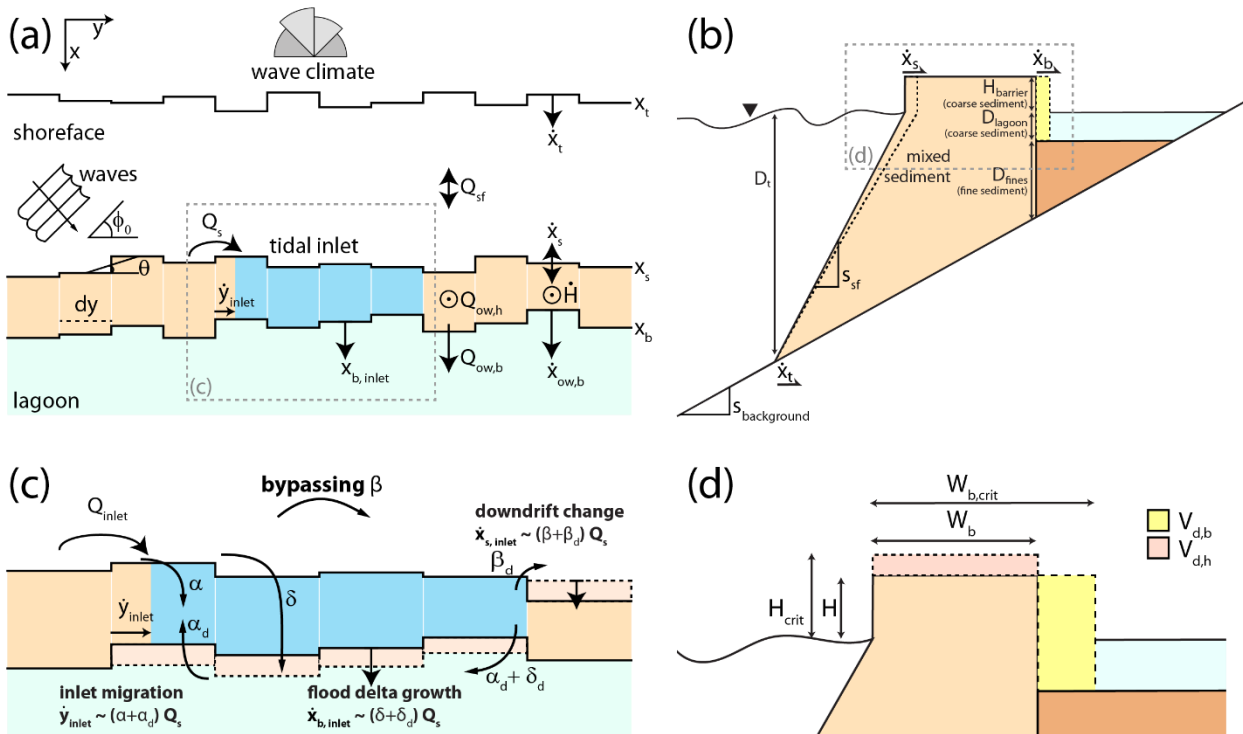 (a)
y
x
wave climate
x_t
shoreface
ẋ_t
waves
ϕ_0
Q_sf
Q_s
tidal inlet
ẋ_s
θ
x_s
dy
ẏ_inlet
Q_ow,h
Ḣ
x_b
x_b, inlet
Q_ow,b
ẋ_ow,b
(c)
lagoon
(b)
ẋ_s
ẋ_b
H_barrier
(coarse sediment)
D_lagoon
(coarse sediment)
(d)
mixed
sediment
D_t
D_fines
(fine sediment)
s_sf
ẋ_t
s_background
(c)
bypassing β
Q_inlet
downdrift change
ẋ_s, inlet ~ (β+β_d) Q_s
β_d
α
δ
ẏ_inlet
α_d
α_d + δ_d
inlet migration
ẏ_inlet ~ (α+α_d) Q_s
flood delta growth
ẋ_b, inlet ~ (δ+δ_d) Q_s
(d)
W_b,crit
W_b
V_d,b
V_d,h
H_crit
H